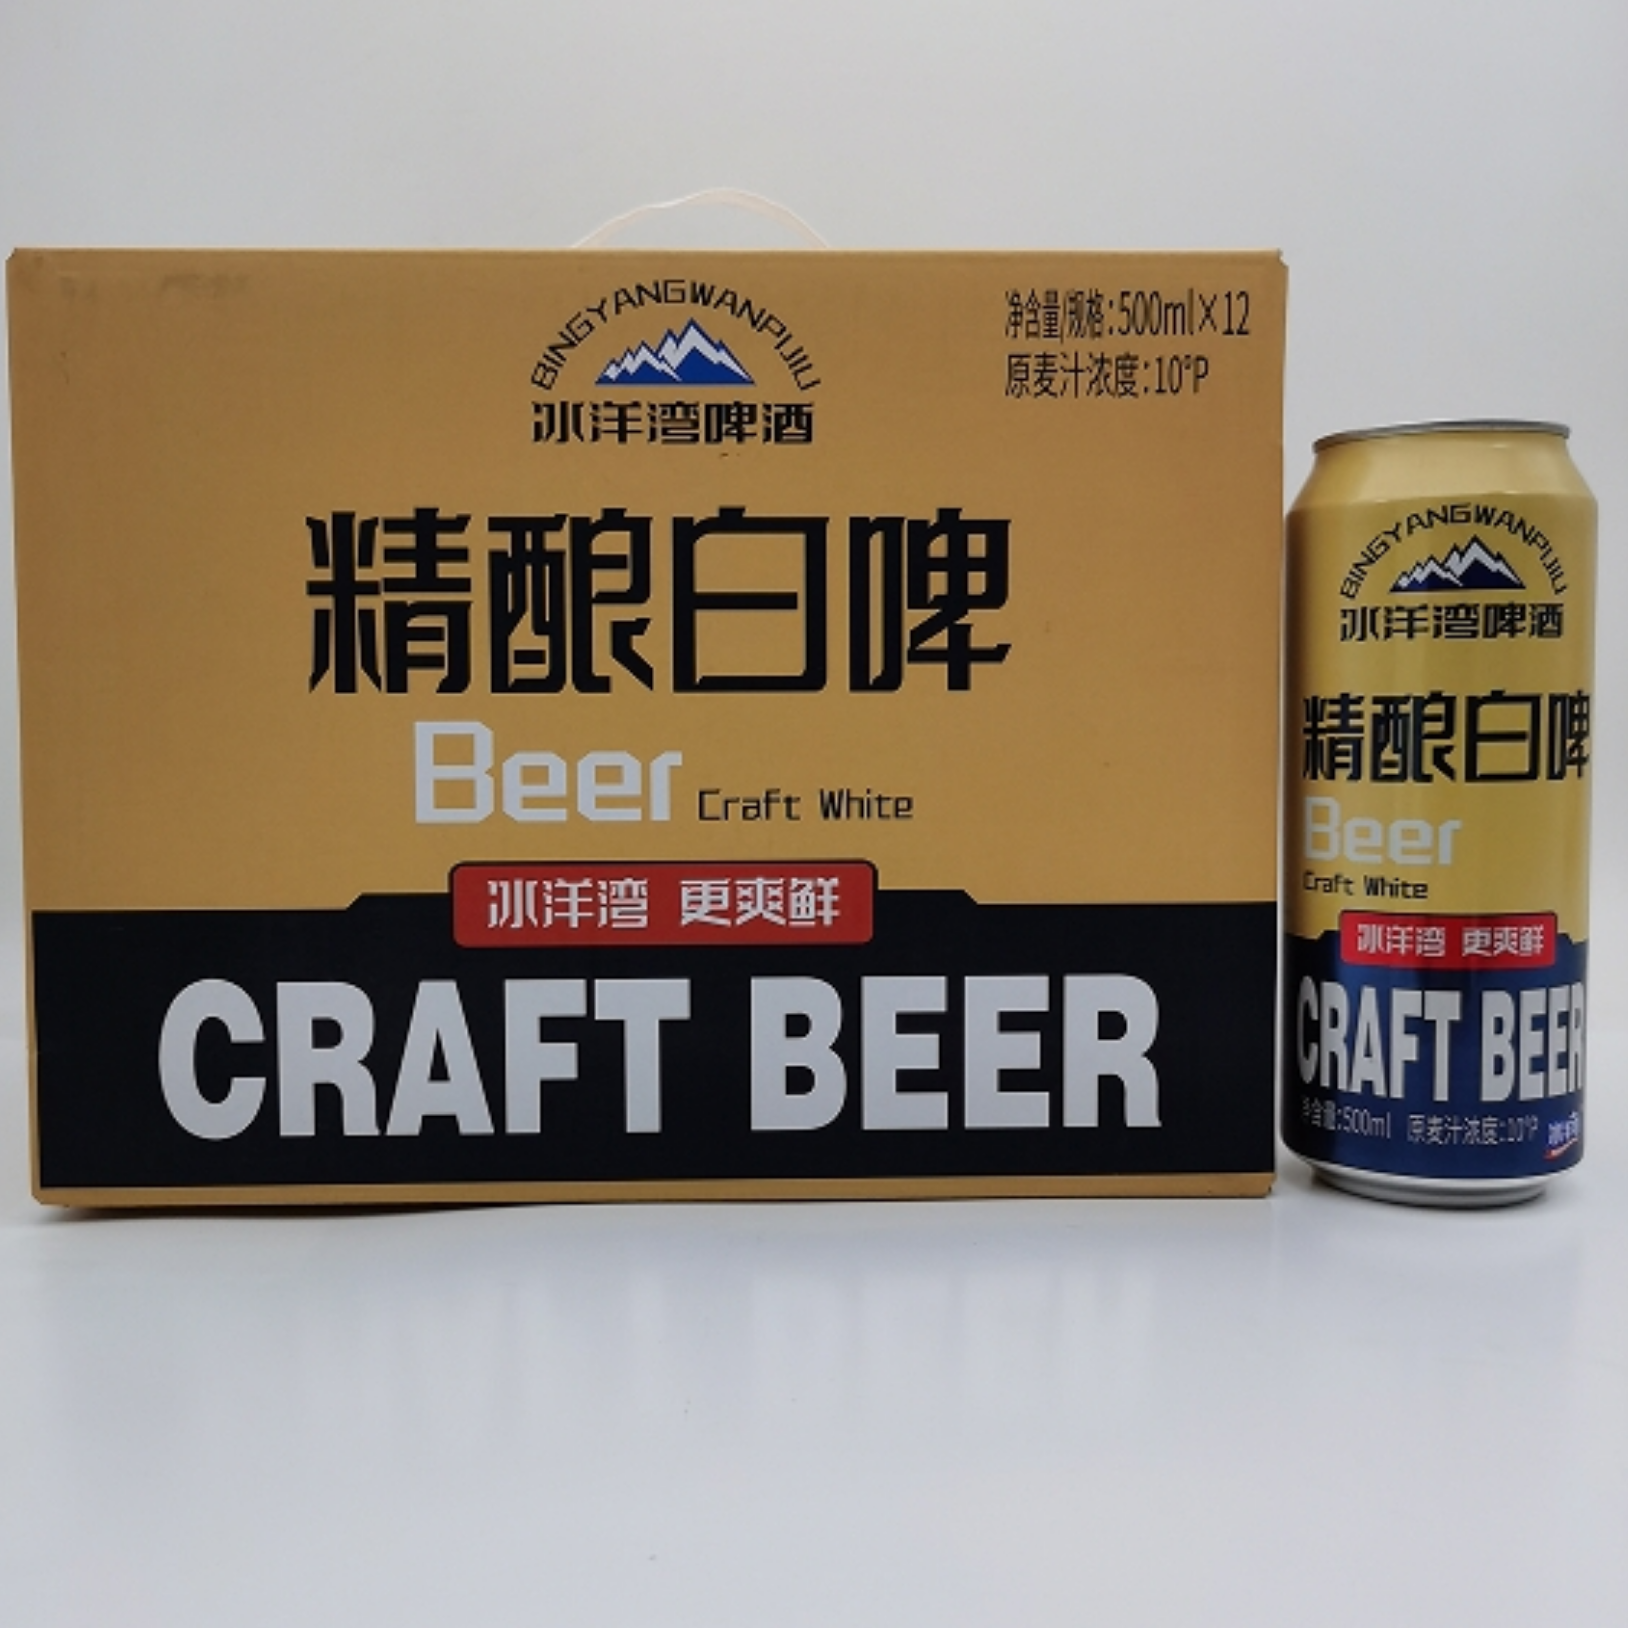 BINGYANGWANPIJIU
冰洋湾啤酒
净含量/规格:500ml×12
原麦汁浓度:10°P
精酿白啤
Beer Craft White
冰洋湾 更爽鲜
CRAFT BEER
BINGYANGWANPIJIU
冰洋湾啤酒
精酿白啤
Beer
Craft White
冰洋湾 更爽鲜
CRAFT BEER
含量:500ml 原麦汁浓度:10°P